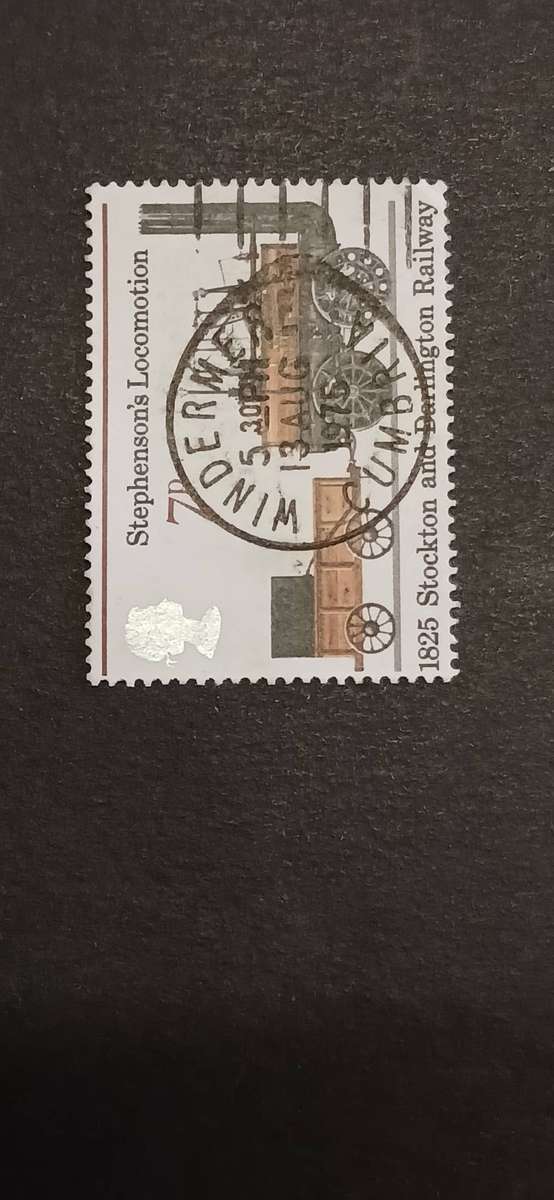 Stephenson's Locomotion
7P
1825 Stockton and Darlington Railway
WINDERMERE
5 30PM
13 AUG
1975
CUMBRIA